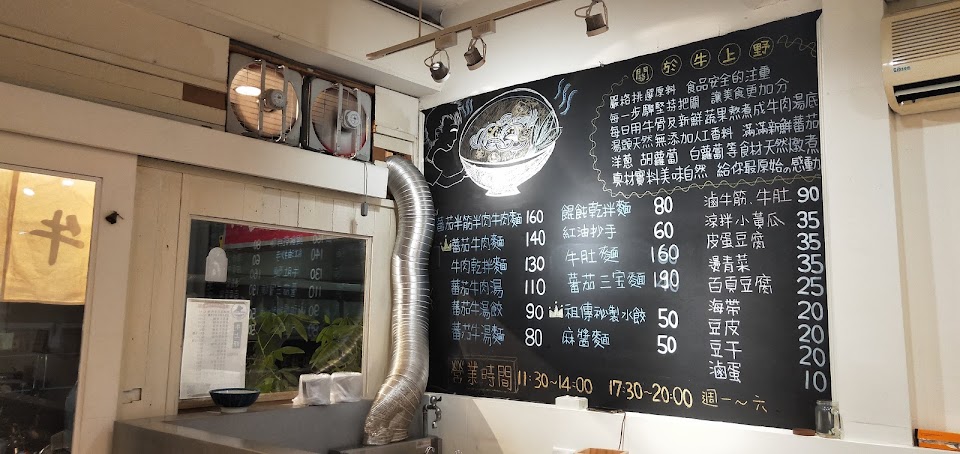 關於牛上野
嚴格挑選原料 食品安全的注重
每一步驟堅持把關 讓美食更加分
每日用牛骨及新鮮蔬果熬煮成牛肉湯底
湯頭天然無添加人工香料 滿滿新鮮蕃茄
洋蔥 胡蘿蔔 白蘿蔔等食材天然燉煮
真材實料美味自然 給你最原始の感動
蕃茄半筋半肉牛肉麵 160
蕃茄牛肉麵 140
牛肉乾拌麵 130
蕃茄牛肉湯 110
蕃茄牛湯餃 90
蕃茄牛湯麵 80
餛飩乾拌麵 80
紅油抄手 60
牛肚麵 160
蕃茄三宝麵 190
祖傳祕製水餃 50
麻醬麵 50
滷牛筋、牛肚 90
涼拌小黃瓜 35
皮蛋豆腐 35
燙青菜 35
百頁豆腐 25
海帶 20
豆皮 20
豆干 20
滷蛋 10
營業時間 11:30~14:00 17:30~20:00 週一~六
牛